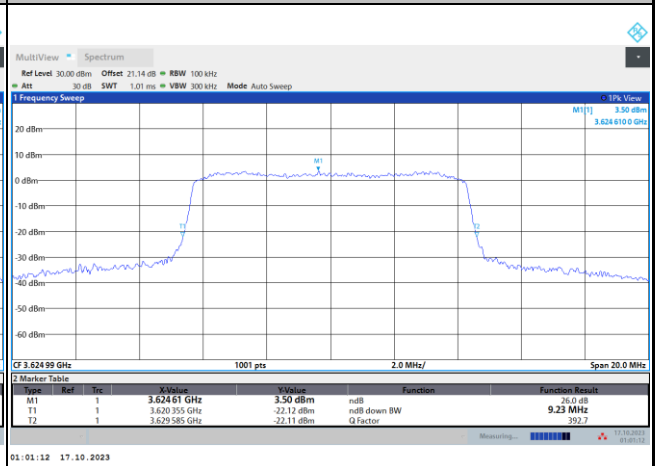 MultiView Spectrum
Ref Level 30.00 dBm Offset 21.14 dB RBW 100 kHz
Att 30 dB SWT 1.01 ms VBW 300 kHz Mode Auto Sweep
1 Frequency Sweep 1Pk View
M1[1] 3.50 dBm
3.624 610 0 GHz
20 dBm
10 dBm
M1
0 dBm
-10 dBm
T1 T2
-20 dBm
-30 dBm
-40 dBm
-50 dBm
-60 dBm
CF 3.624 99 GHz 1001 pts 2.0 MHz/ Span 20.0 MHz
2 Marker Table
Type Ref Trc X-Value Y-Value Function Function Result
M1 1 3.624 61 GHz 3.50 dBm ndB 26.0 dB
T1 1 3.620 355 GHz -22.12 dBm ndB down BW 9.23 MHz
T2 1 3.629 585 GHz -22.11 dBm Q Factor 392.7
Measuring... 17.10.2023
01:01:12
01:01:12 17.10.2023